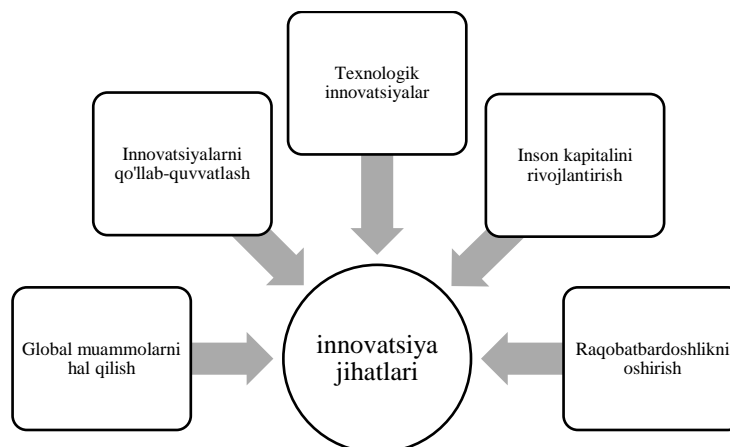 Texnologik
innovatsiyalar
Innovatsiyalarni
qo'llab-quvvatlash
Inson kapitalini
rivojlantirish
Global muammolarni
hal qilish
innovatsiya
jihatlari
Raqobatbardoshlikni
oshirish